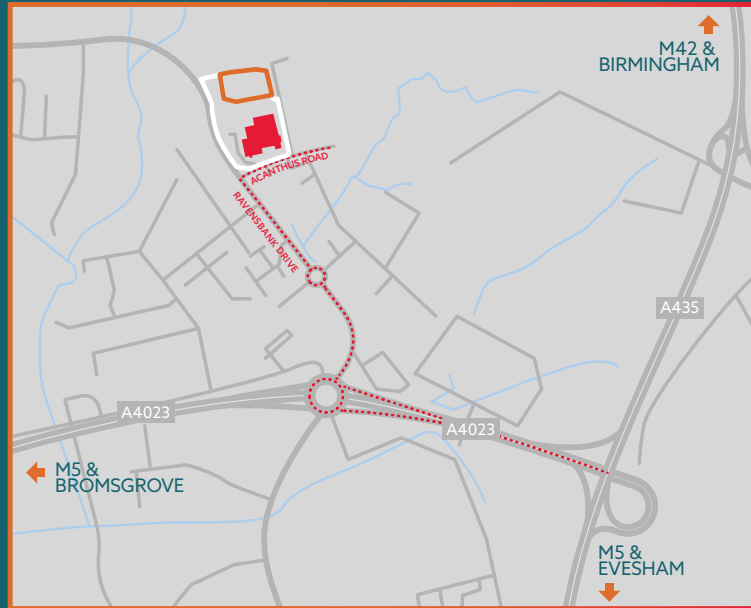 M42 &
BIRMINGHAM
ACANTHUS ROAD
RAVENSBANK DRIVE
A435
A4023
A4023
M5 &
BROMSGROVE
M5 &
EVESHAM